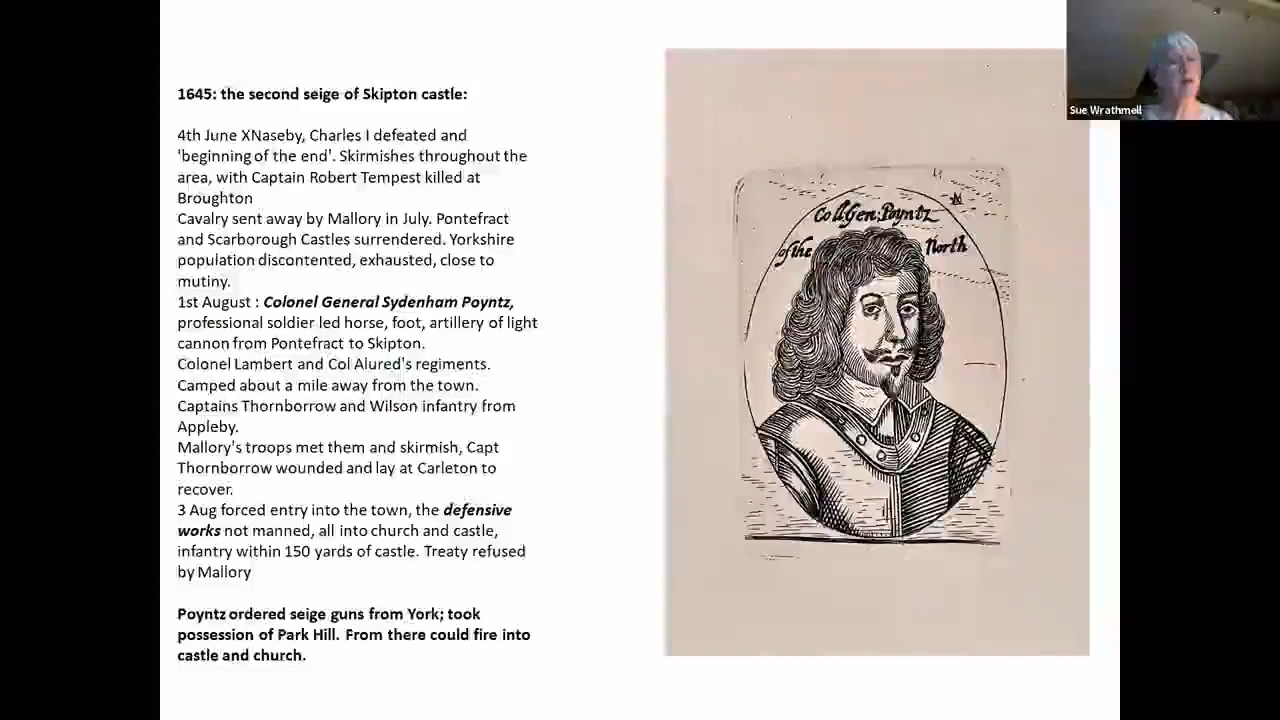 1645: the second seige of Skipton castle:
4th June XNaseby, Charles I defeated and
'beginning of the end'. Skirmishes throughout the
area, with Captain Robert Tempest killed at
Broughton
Cavalry sent away by Mallory in July. Pontefract
and Scarborough Castles surrendered. Yorkshire
population discontented, exhausted, close to
mutiny.
1st August : Colonel General Sydenham Poyntz,
professional soldier led horse, foot, artillery of light
cannon from Pontefract to Skipton.
Colonel Lambert and Col Alured's regiments.
Camped about a mile away from the town.
Captains Thornborrow and Wilson infantry from
Appleby.
Mallory's troops met them and skirmish, Capt
Thornborrow wounded and lay at Carleton to
recover.
3 Aug forced entry into the town, the defensive
works not manned, all into church and castle,
infantry within 150 yards of castle. Treaty refused
by Mallory
Poyntz ordered seige guns from York; took
possession of Park Hill. From there could fire into
castle and church.
Coll Gen: Poyntz
of the North
Sue Wrathmell